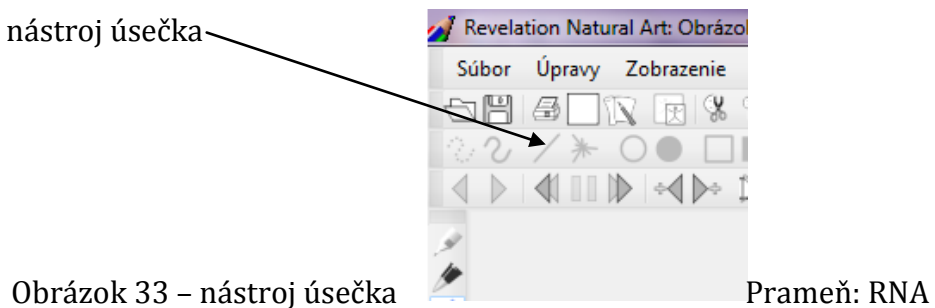 nástroj úsečka
Revelation Natural Art: Obrázo
Súbor Úpravy Zobrazenie
Obrázok 33 – nástroj úsečka Prameň: RNA